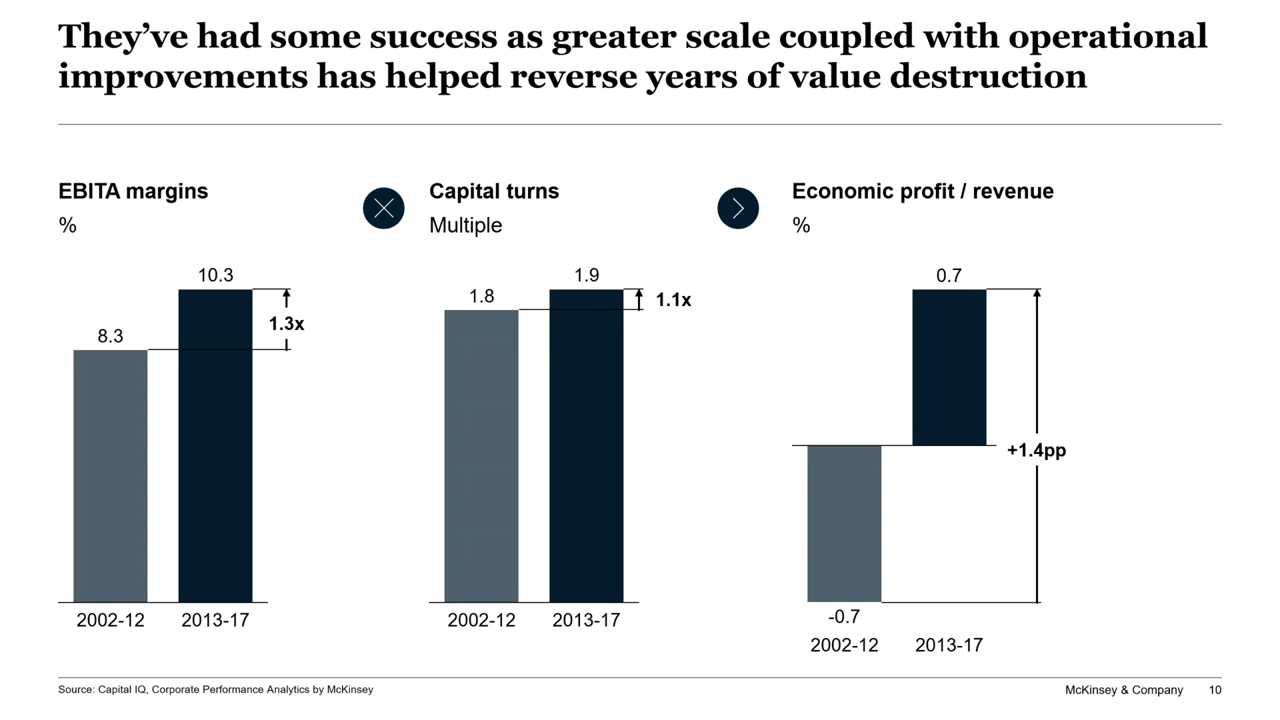 They’ve had some success as greater scale coupled with operational
improvements has helped reverse years of value destruction
EBITA margins
%
10.3
8.3
1.3x
2002-12
2013-17
Capital turns
Multiple
1.9
1.8
1.1x
2002-12
2013-17
Economic profit / revenue
%
0.7
+1.4pp
-0.7
2002-12
2013-17
Source: Capital IQ, Corporate Performance Analytics by McKinsey
McKinsey & Company
10